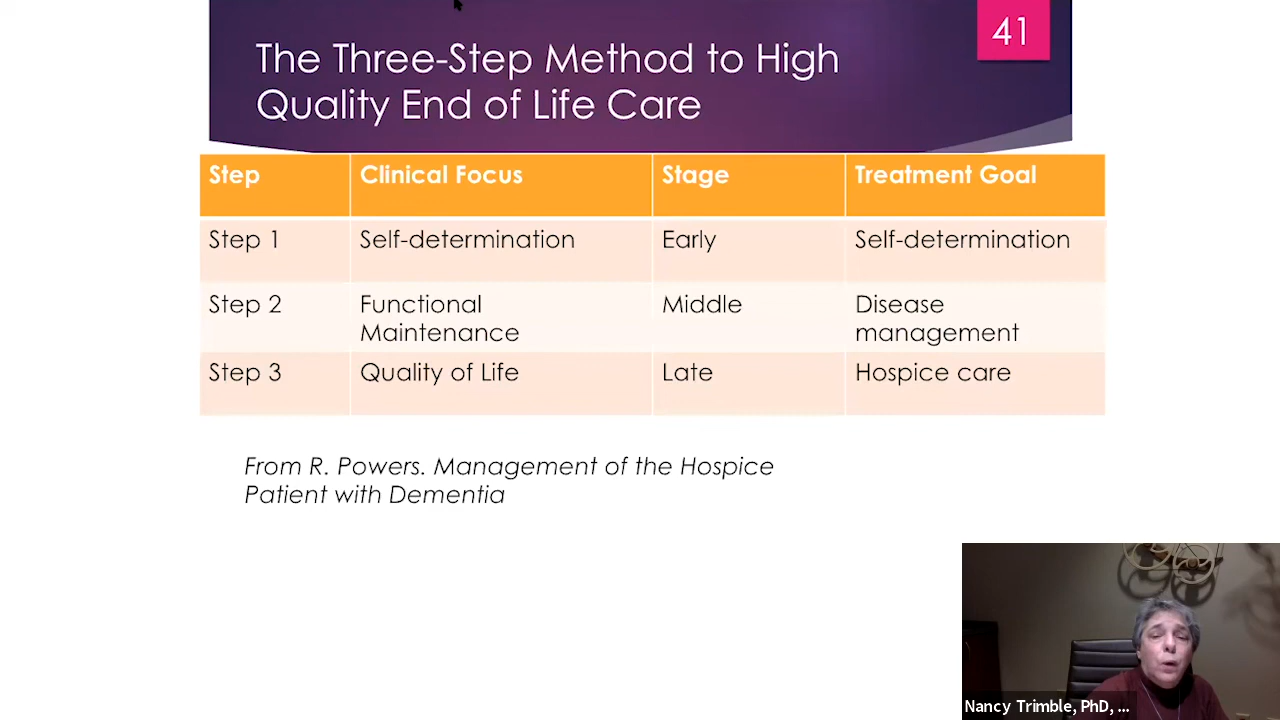 41
The Three-Step Method to High
Quality End of Life Care
Step Clinical Focus Stage Treatment Goal
Step 1 Self-determination Early Self-determination
Step 2 Functional Maintenance Middle Disease management
Step 3 Quality of Life Late Hospice care
From R. Powers. Management of the Hospice
Patient with Dementia
Nancy Trimble, PhD, ...